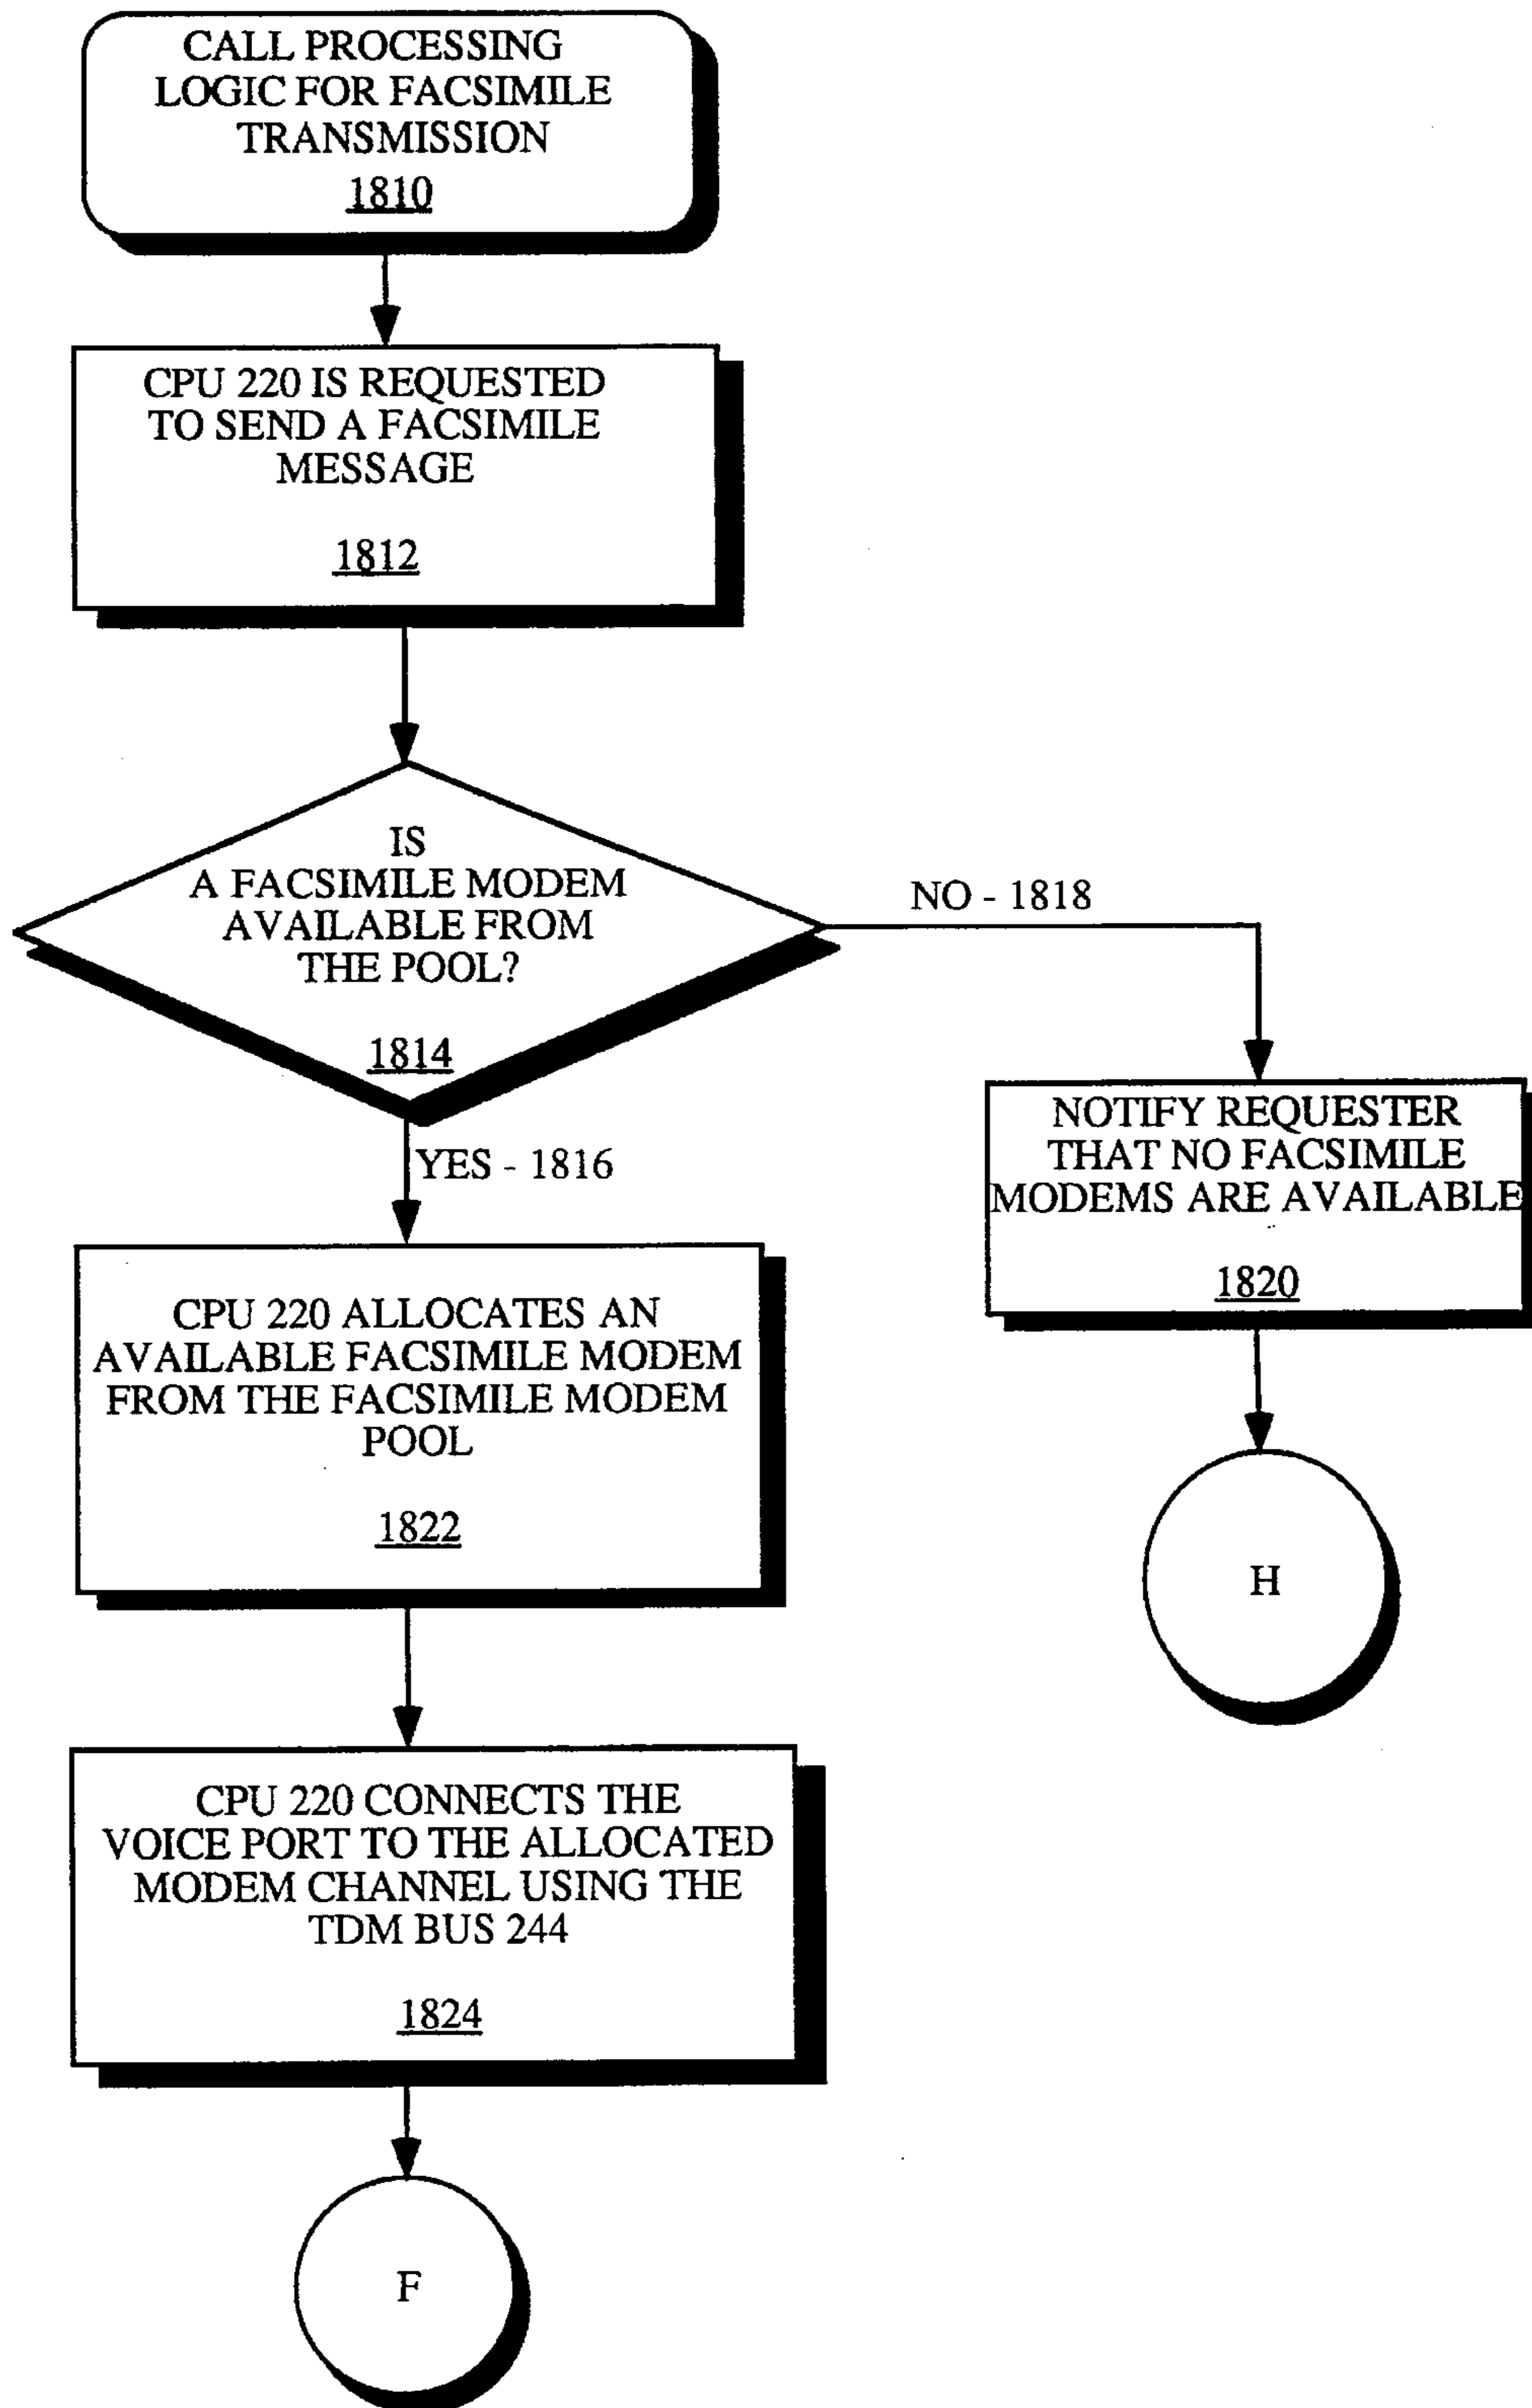 CALL PROCESSING
LOGIC FOR FACSIMILE
TRANSMISSION
1810
CPU 220 IS REQUESTED
TO SEND A FACSIMILE
MESSAGE
1812
IS
A FACSIMILE MODEM
AVAILABLE FROM
THE POOL?
1814
NO - 1818
YES - 1816
NOTIFY REQUESTER
THAT NO FACSIMILE
MODEMS ARE AVAILABLE
1820
H
CPU 220 ALLOCATES AN
AVAILABLE FACSIMILE MODEM
FROM THE FACSIMILE MODEM
POOL
1822
CPU 220 CONNECTS THE
VOICE PORT TO THE ALLOCATED
MODEM CHANNEL USING THE
TDM BUS 244
1824
F